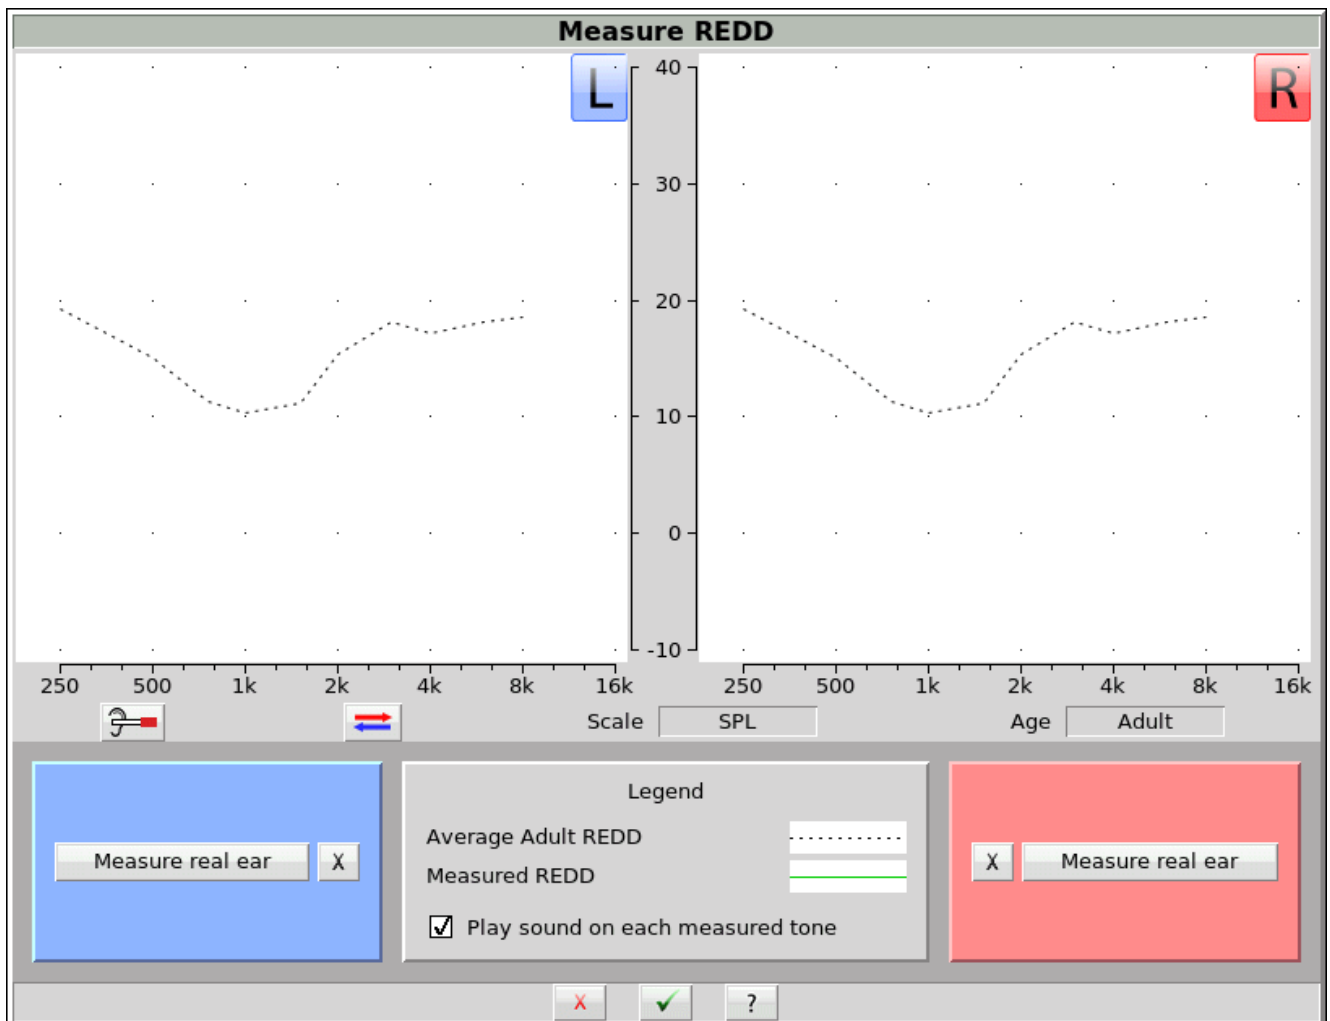 Measure REDD
L
R
40
30
20
10
0
-10
250 500 1k 2k 4k 8k 16k
250 500 1k 2k 4k 8k 16k
Scale SPL Age Adult
Legend
Average Adult REDD
Measured REDD
Play sound on each measured tone
Measure real ear X
X Measure real ear
X ?